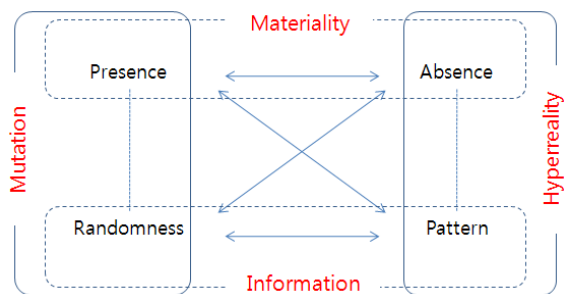 Materiality
Presence
Absence
Mutation
Hyperreality
Randomness
Pattern
Information